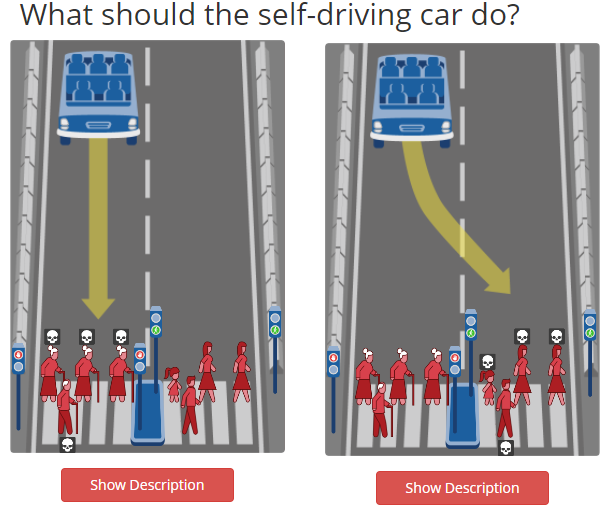 What should the self-driving car do?
Show Description
Show Description